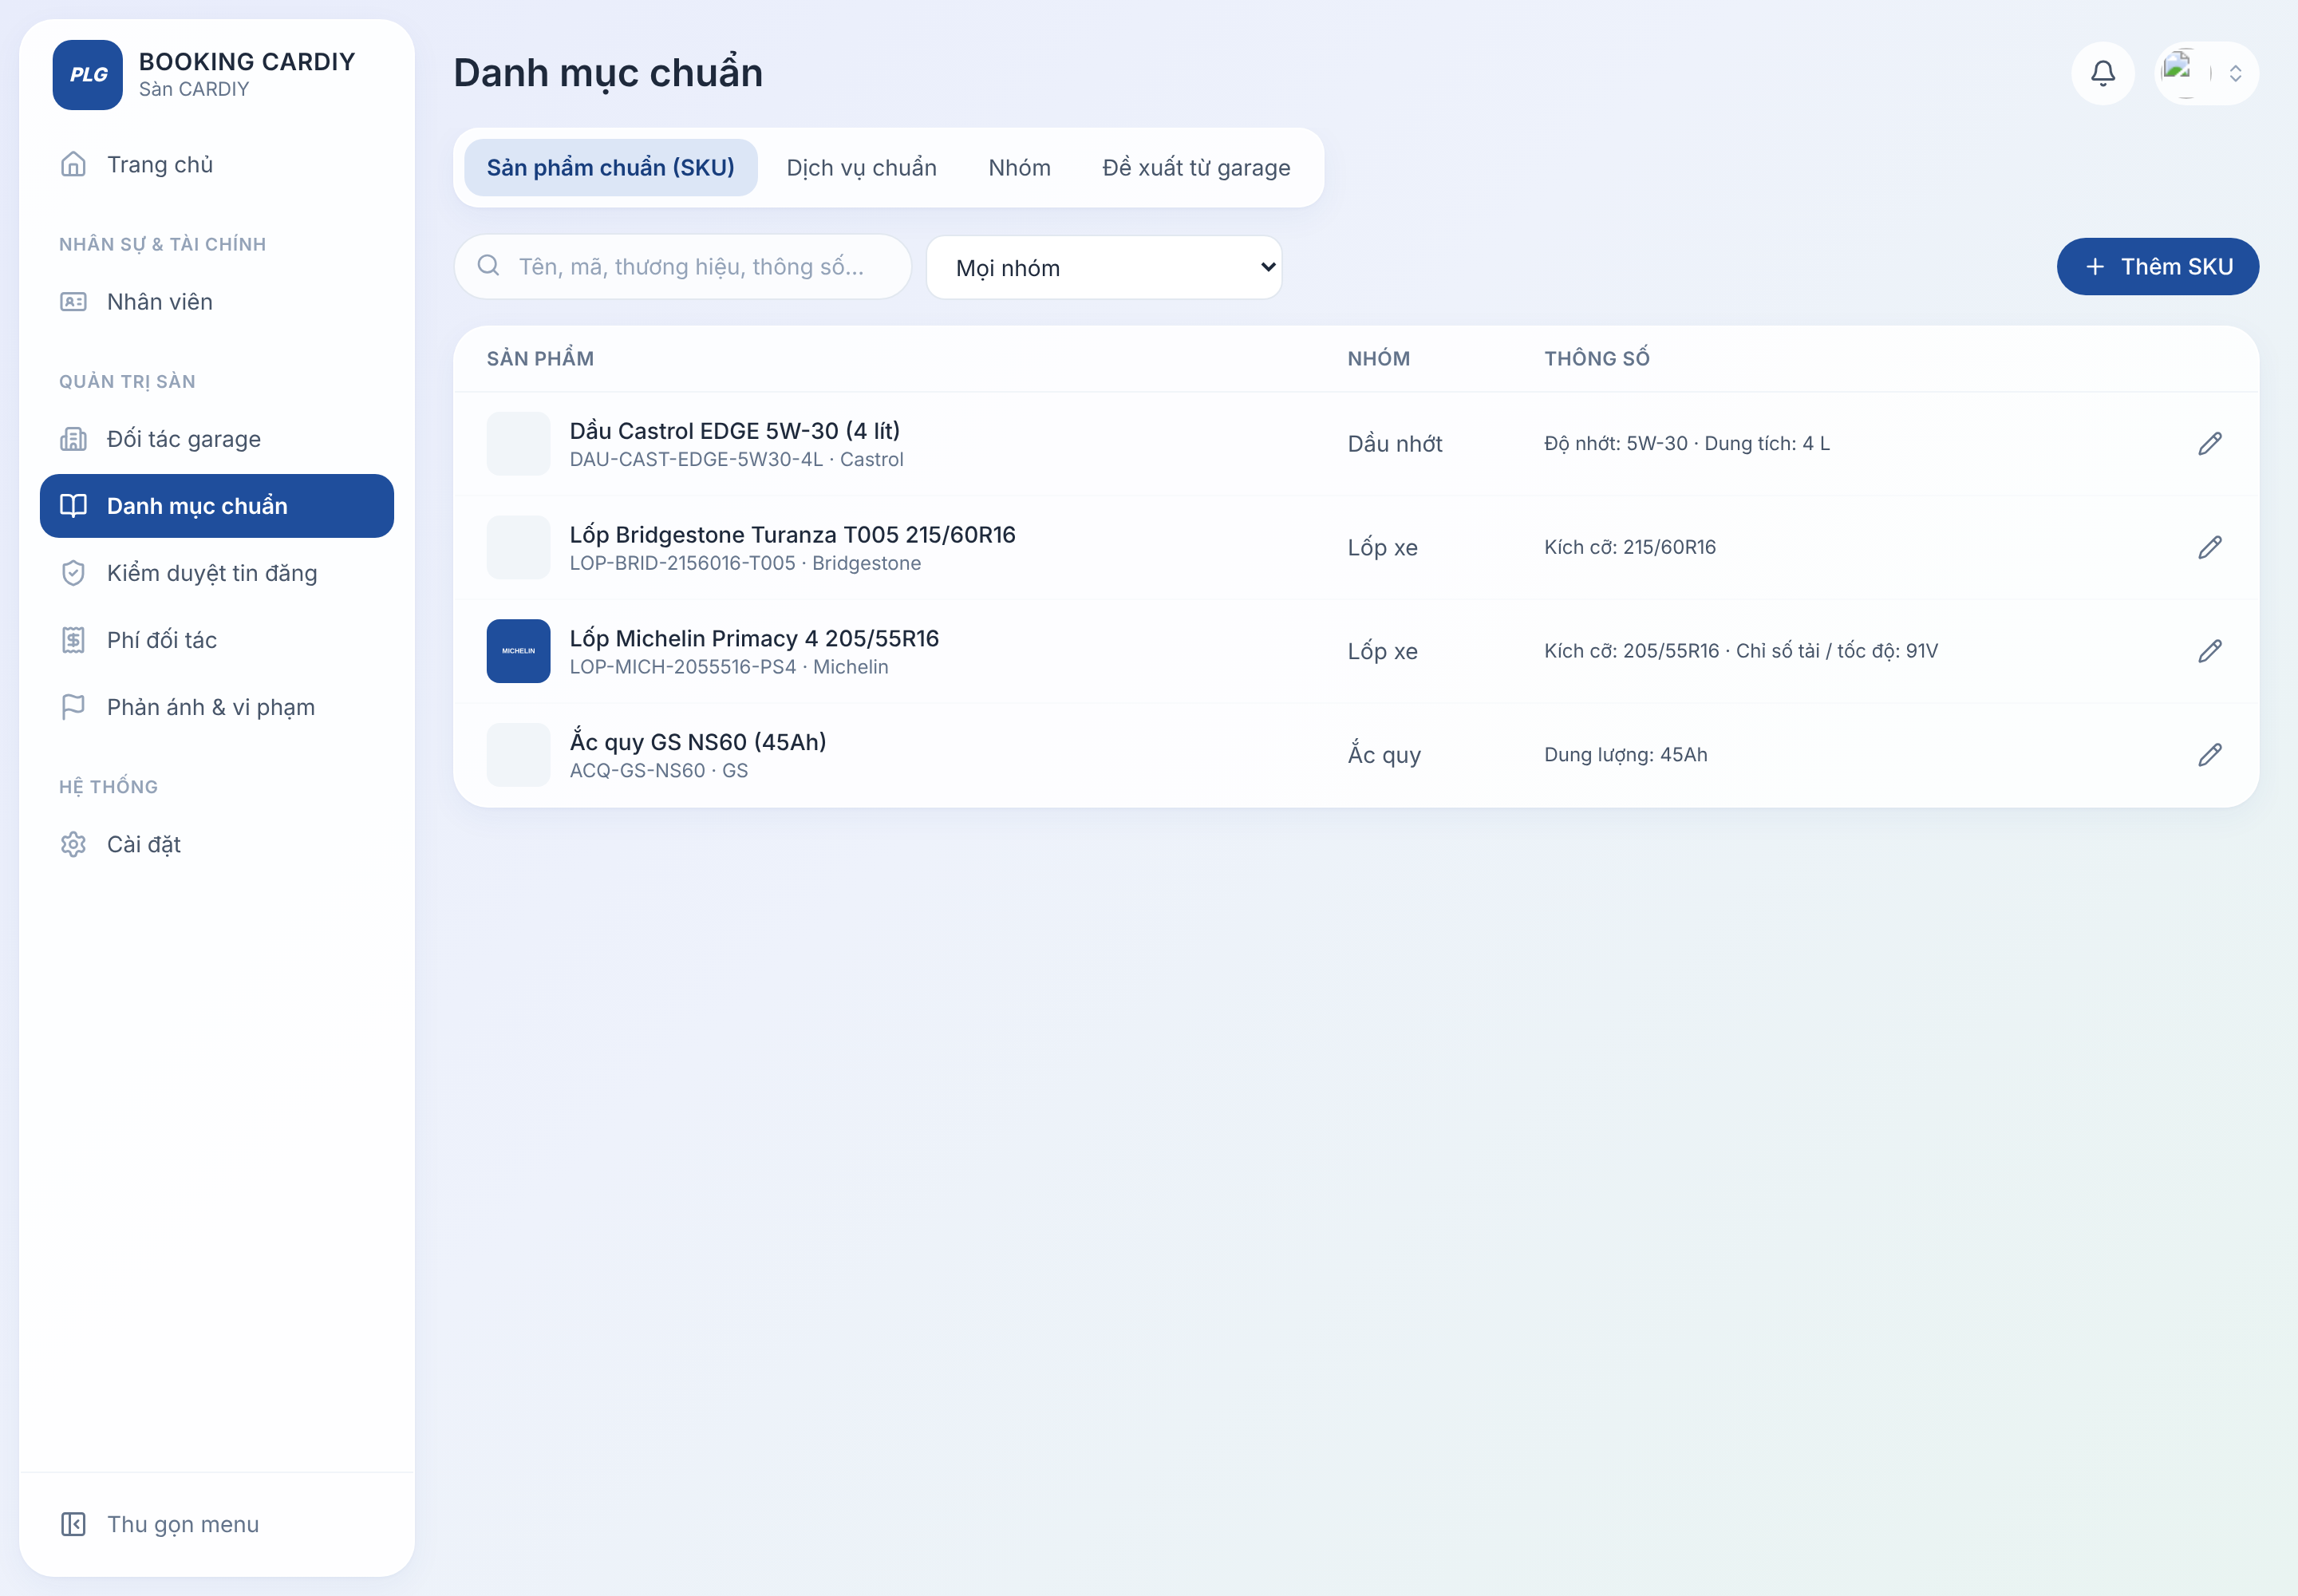 PLG
BOOKING CARDIY
Sàn CARDIY
Trang chủ
NHÂN SỰ & TÀI CHÍNH
Nhân viên
QUẢN TRỊ SÀN
Đối tác garage
Danh mục chuẩn
Kiểm duyệt tin đăng
Phí đối tác
Phản ánh & vi phạm
HỆ THỐNG
Cài đặt
Thu gọn menu
Danh mục chuẩn
Sản phẩm chuẩn (SKU)
Dịch vụ chuẩn
Nhóm
Đề xuất từ garage
Tên, mã, thương hiệu, thông số...
Mọi nhóm
Thêm SKU
SẢN PHẨM
NHÓM
THÔNG SỐ
Dầu Castrol EDGE 5W-30 (4 lít)
DAU-CAST-EDGE-5W30-4L · Castrol
Dầu nhớt
Độ nhớt: 5W-30 · Dung tích: 4 L
Lốp Bridgestone Turanza T005 215/60R16
LOP-BRID-2156016-T005 · Bridgestone
Lốp xe
Kích cỡ: 215/60R16
MICHELIN
Lốp Michelin Primacy 4 205/55R16
LOP-MICH-2055516-PS4 · Michelin
Lốp xe
Kích cỡ: 205/55R16 · Chỉ số tải / tốc độ: 91V
Ắc quy GS NS60 (45Ah)
ACQ-GS-NS60 · GS
Ắc quy
Dung lượng: 45Ah